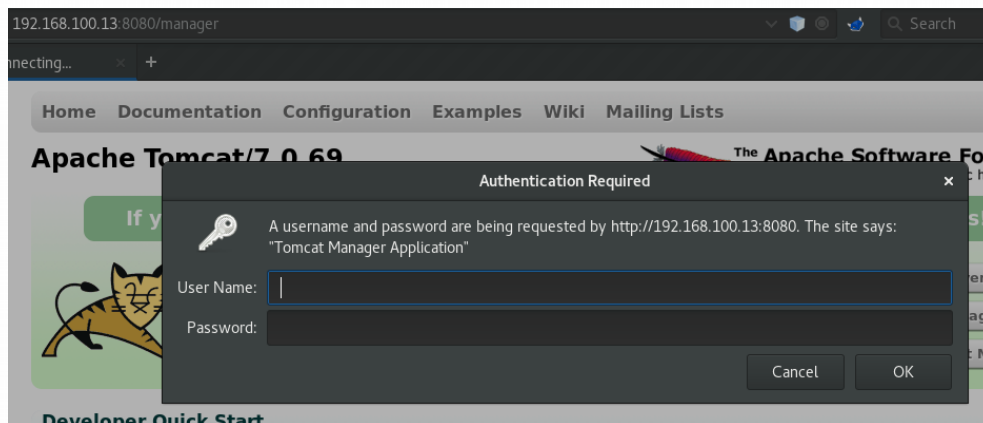 192.168.100.13:8080/manager
Search
nnecting...
Home Documentation Configuration Examples Wiki Mailing Lists
Apache Tomcat/7.0.69
The Apache Software Fo
Authentication Required
If y
A username and password are being requested by http://192.168.100.13:8080. The site says:
"Tomcat Manager Application"
User Name:
Password:
Cancel OK
Developer Quick Start